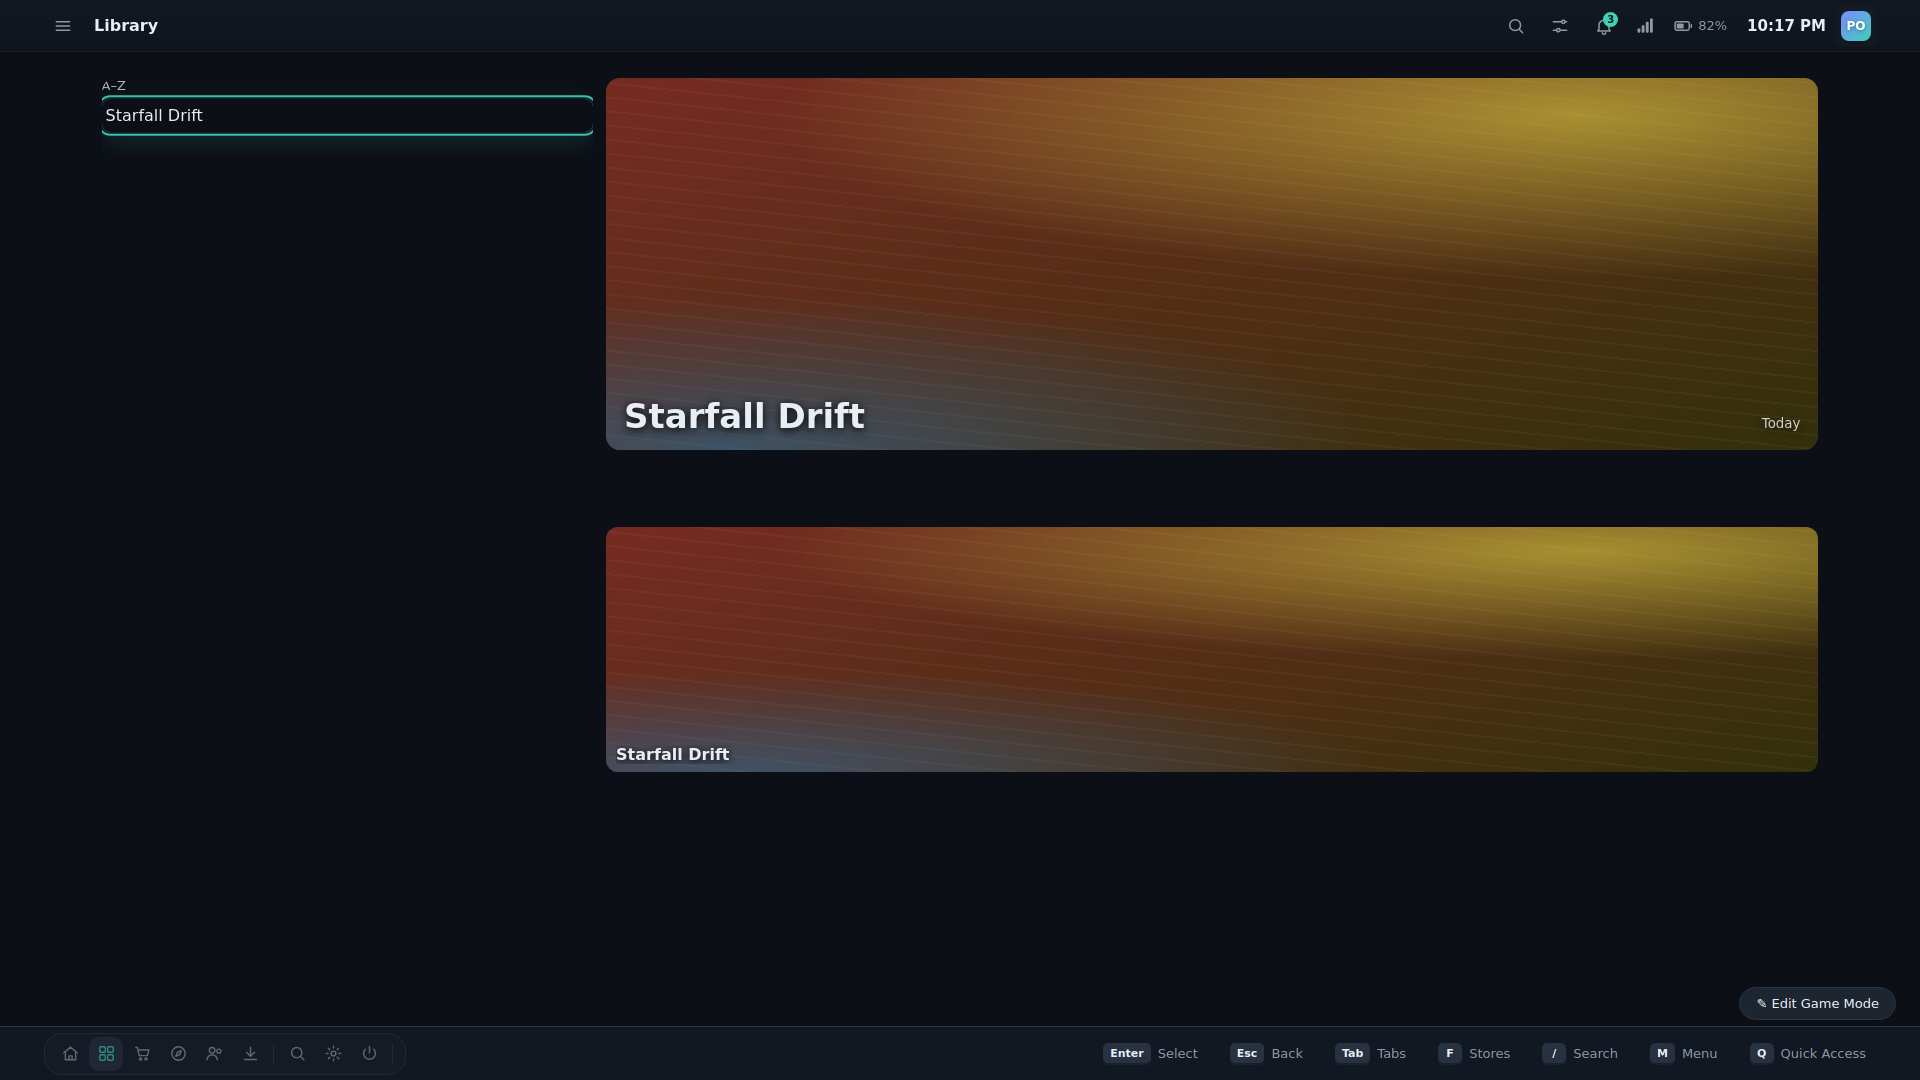 Library
3
82%
10:17 PM
PO
A–Z
Starfall Drift
Starfall Drift
Today
Starfall Drift
✎ Edit Game Mode
Enter Select
Esc Back
Tab Tabs
F Stores
/ Search
M Menu
Q Quick Access